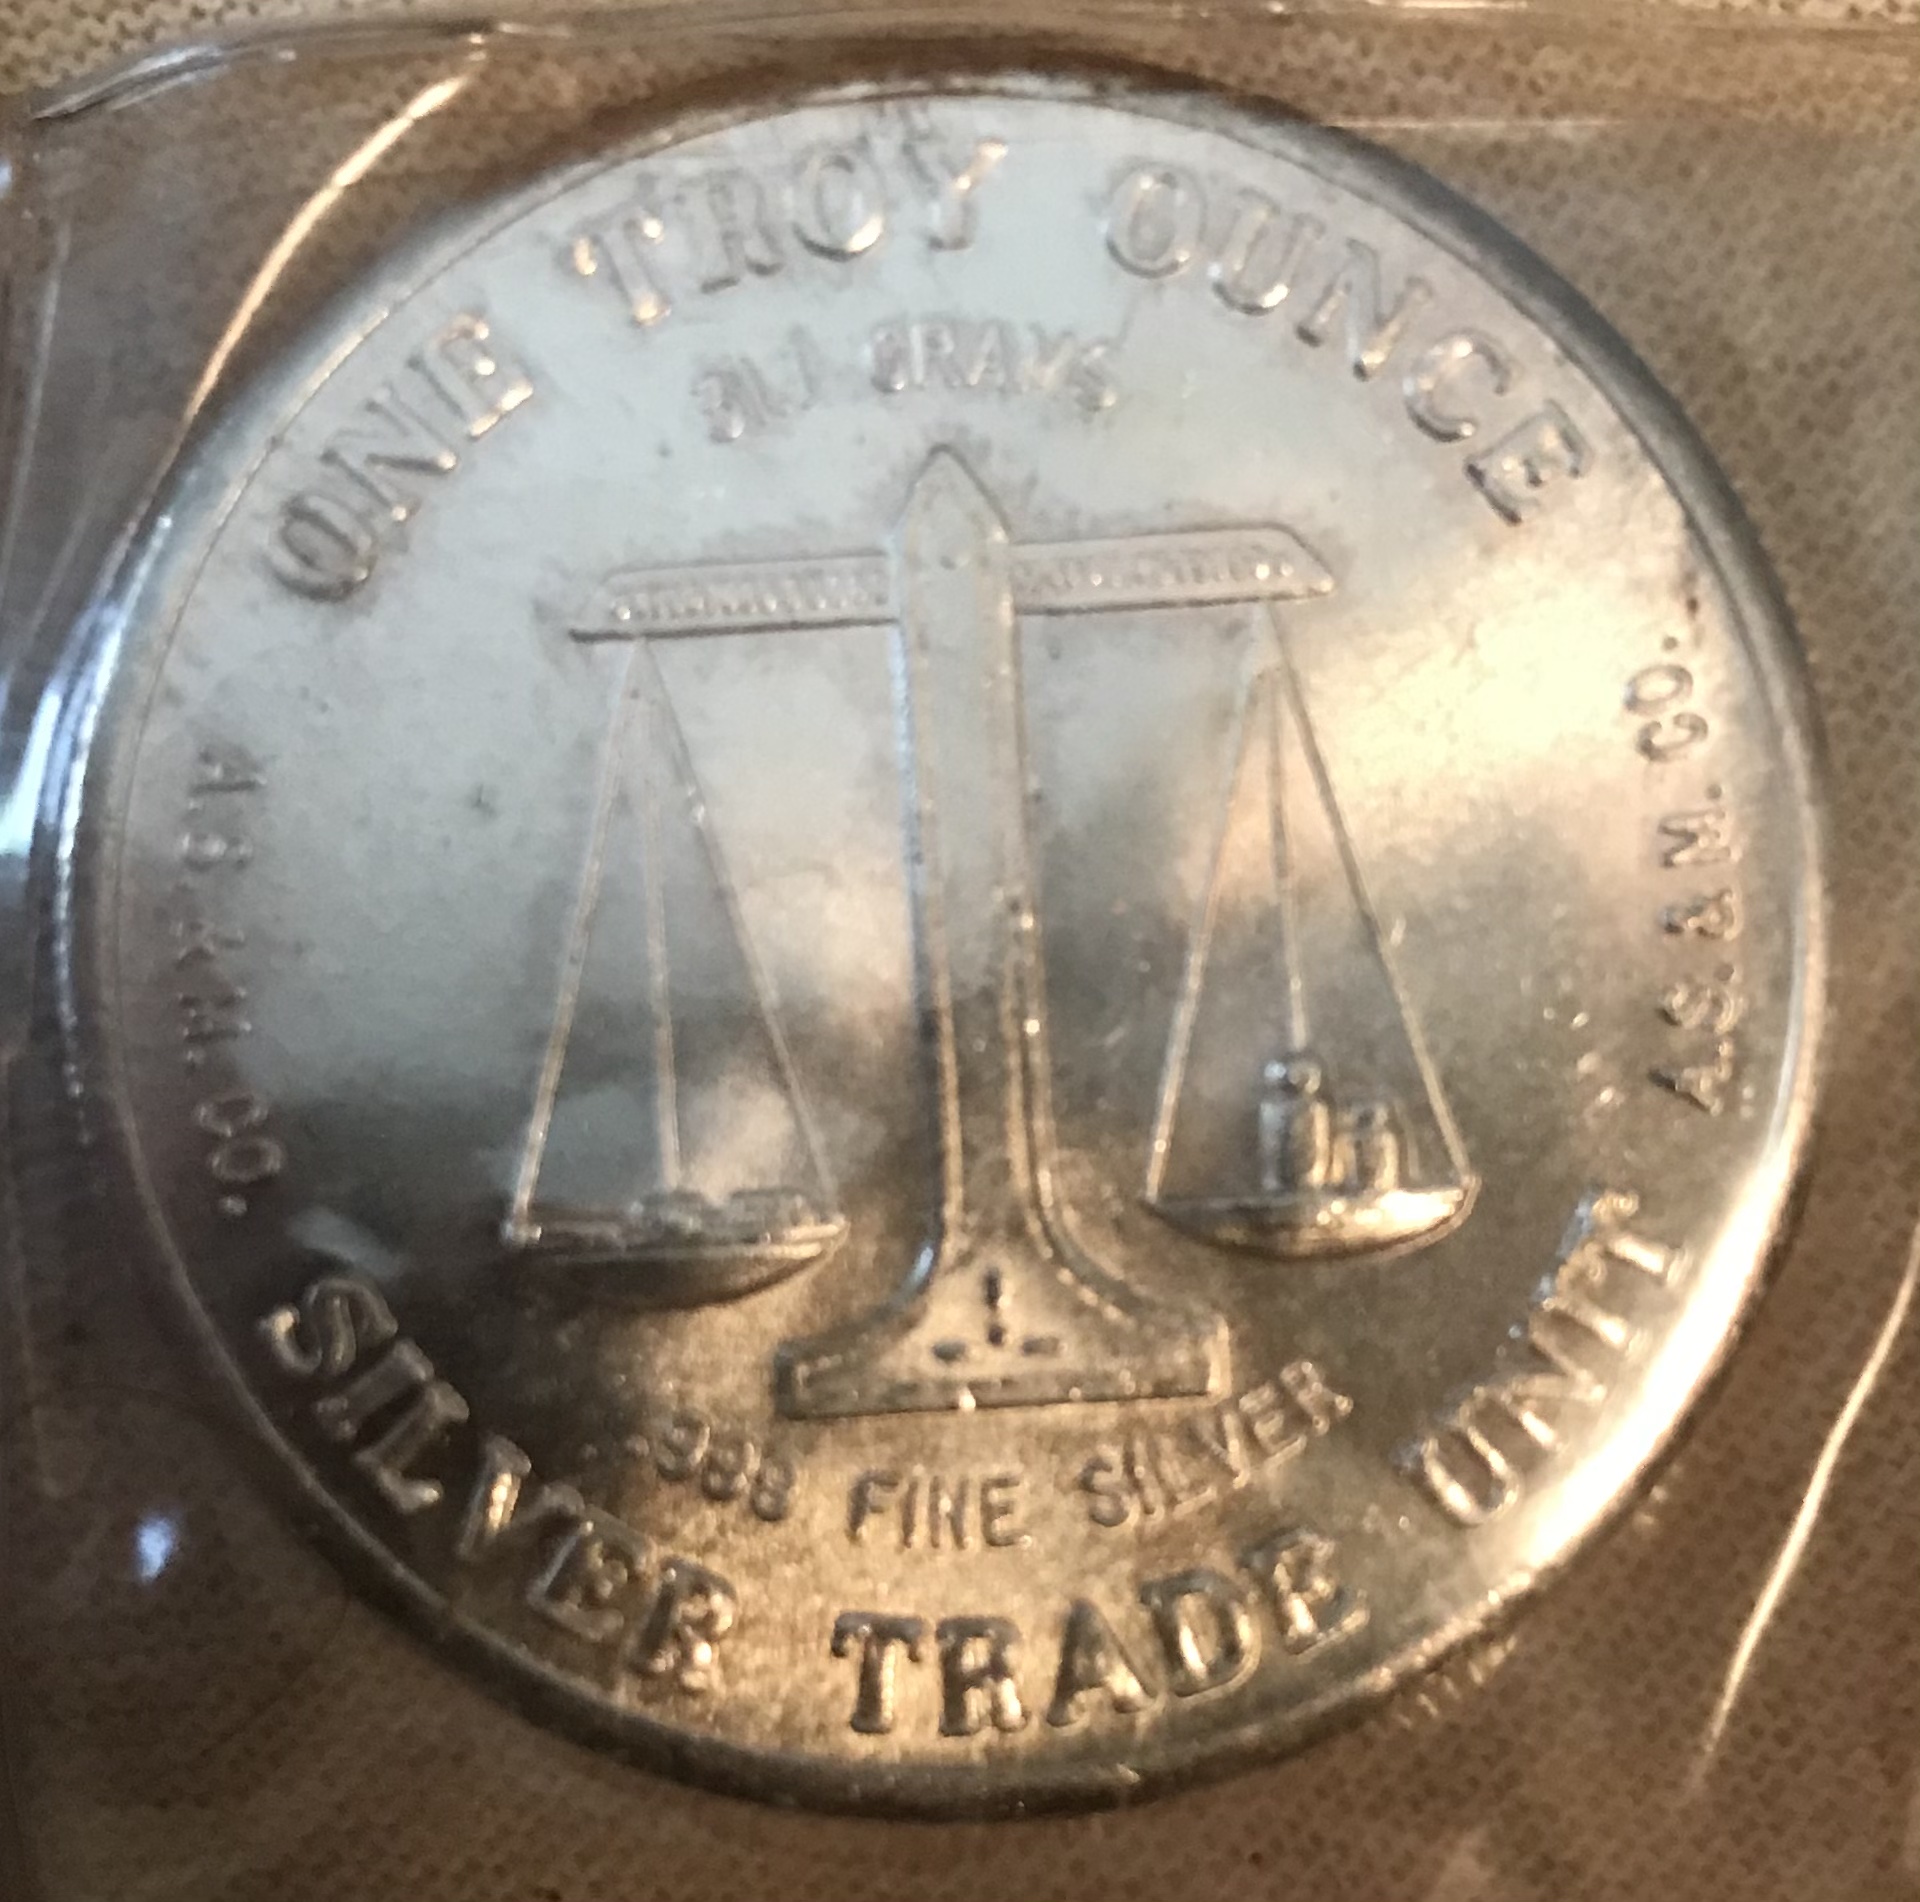 ONE TROY OUNCE
31.1 GRAMS
A.S. & M. CO.
A.S. & M. CO.
.999 FINE SILVER
SILVER TRADE UNIT